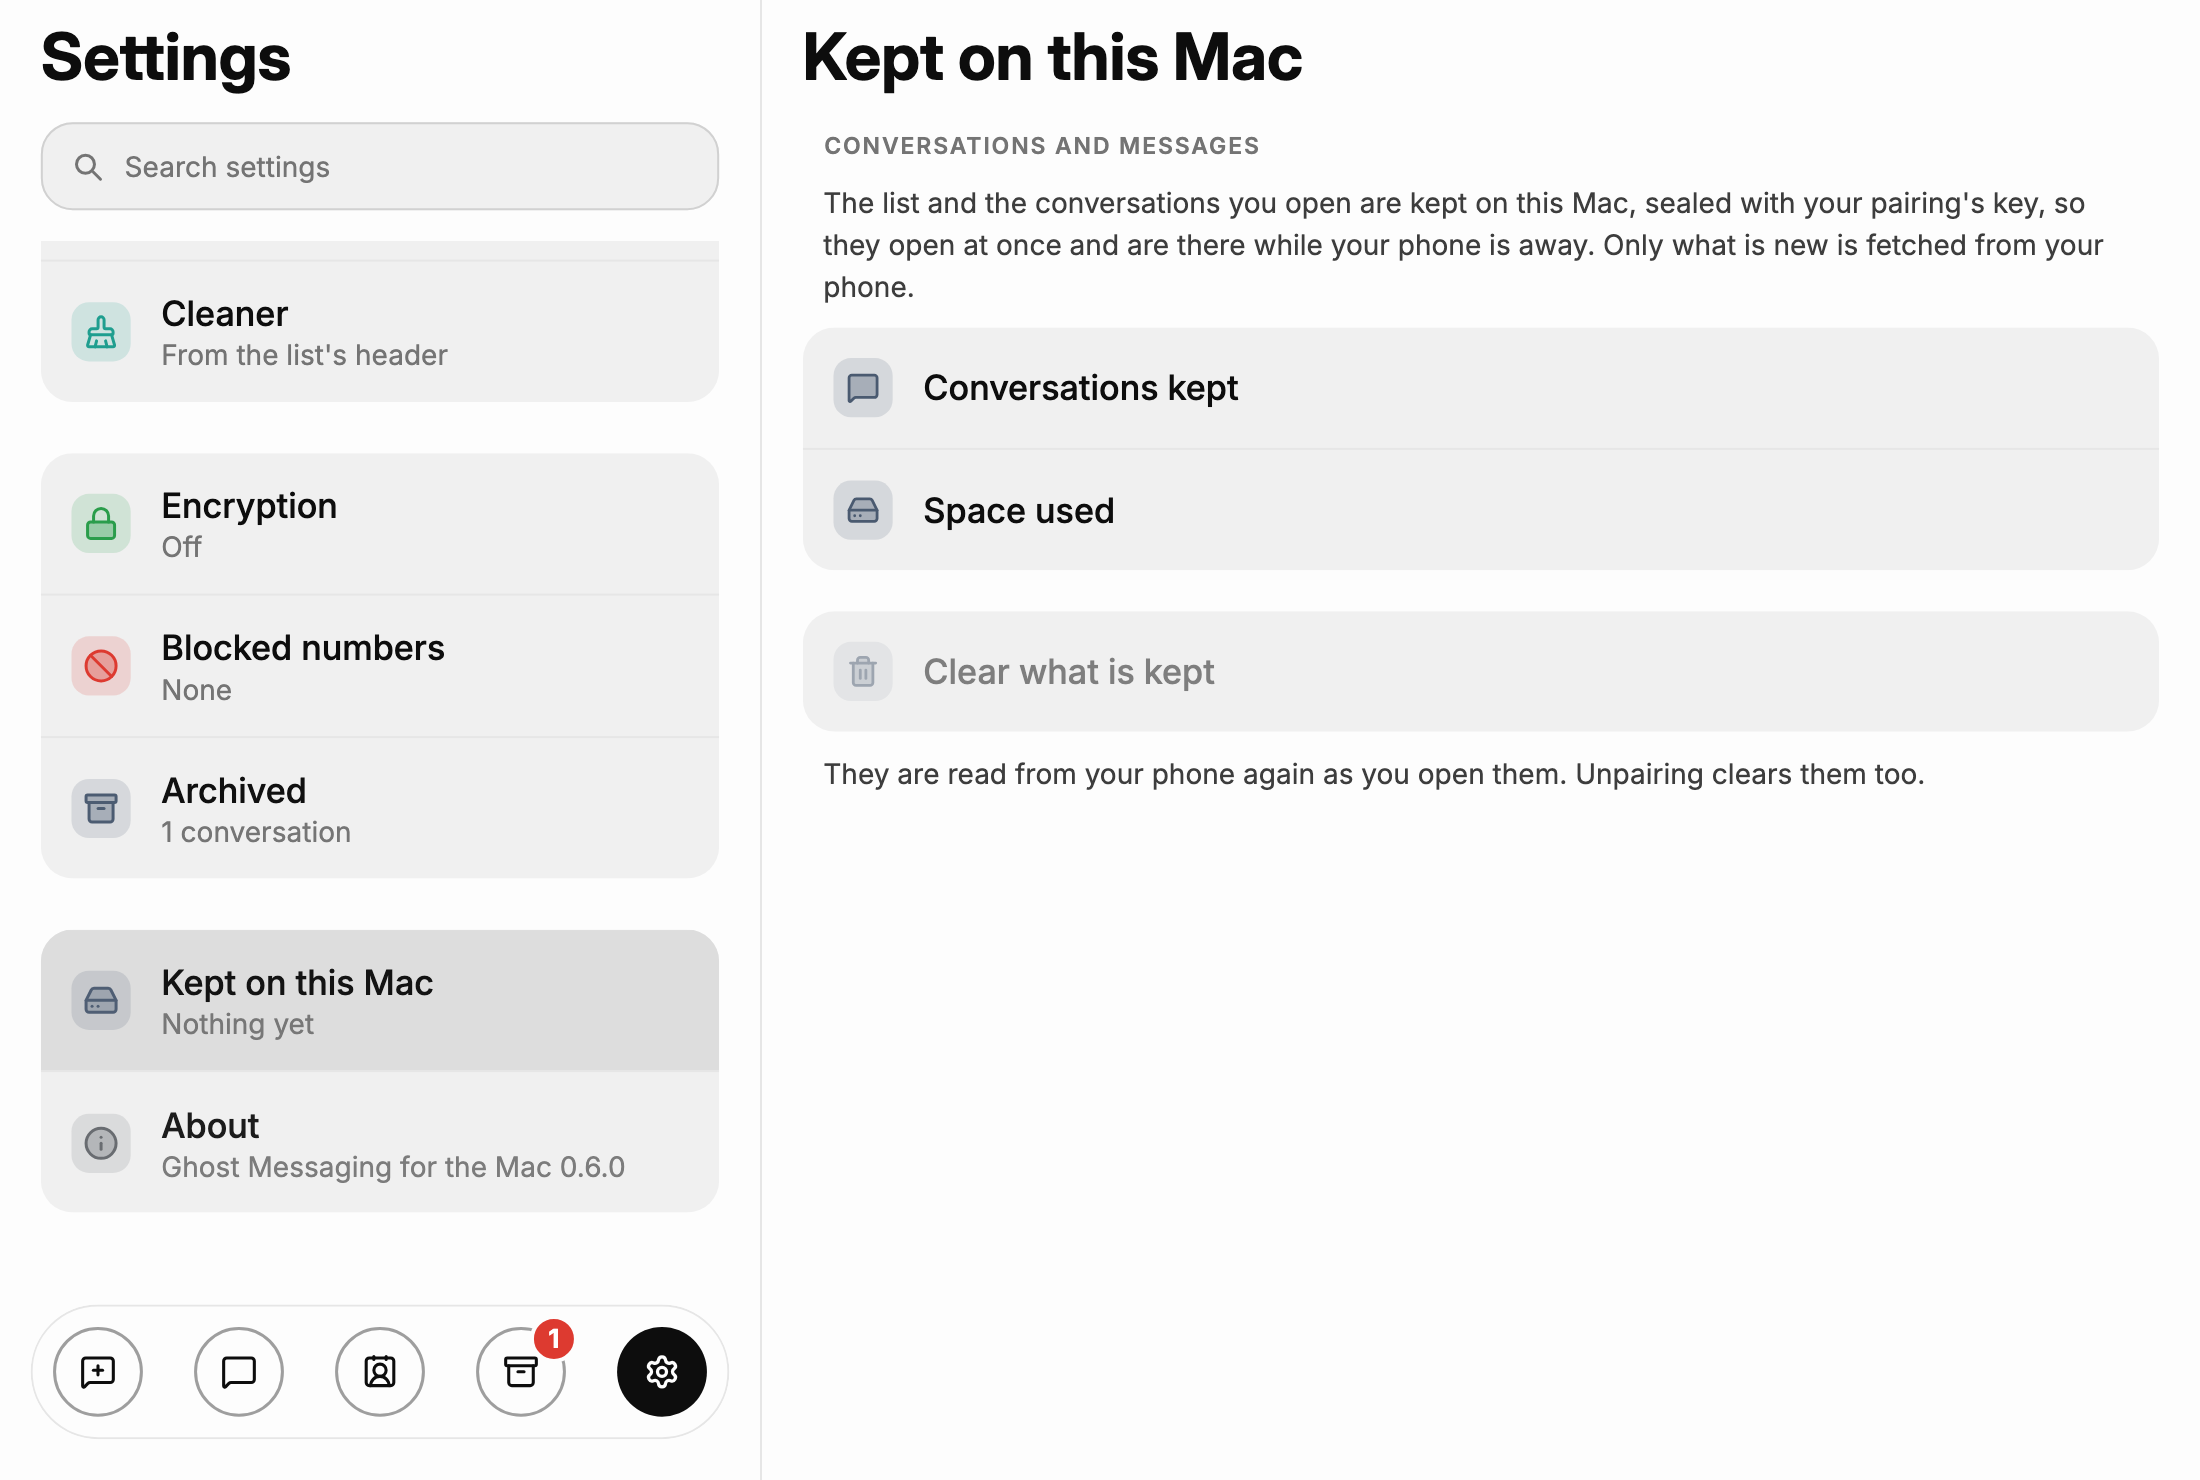 Settings
Search settings
Cleaner
From the list's header
Encryption
Off
Blocked numbers
None
Archived
1 conversation
Kept on this Mac
Nothing yet
About
Ghost Messaging for the Mac 0.6.0
1
Kept on this Mac
CONVERSATIONS AND MESSAGES
The list and the conversations you open are kept on this Mac, sealed with your pairing's key, so
they open at once and are there while your phone is away. Only what is new is fetched from your
phone.
Conversations kept
Space used
Clear what is kept
They are read from your phone again as you open them. Unpairing clears them too.